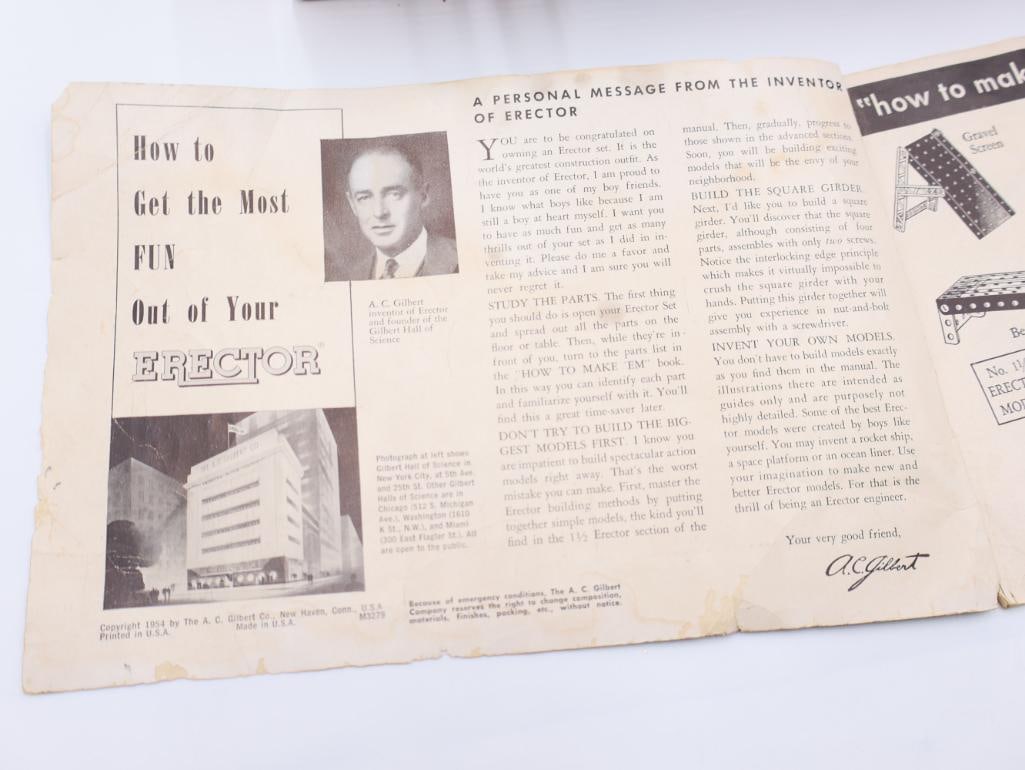 How to
Get the Most
FUN
Out of Your
ERECTOR®
A. C. Gilbert
inventor of Erector
and founder of the
Gilbert Hall of
Science
Photograph at left shows
Gilbert Hall of Science in
New York City, at 5th Ave.
and 25th St. Other Gilbert
Halls of Science are in
Chicago (512 S. Michigan
Ave.), Washington (1610
K St., N.W.), and Miami
(300 East Flagler St.). All
are open to the public.
Copyright 1954 by The A. C. Gilbert Co., New Haven, Conn., U.S.A
Printed in U.S.A. Made in U.S.A. M3279
Because of emergency conditions, The A. C. Gilbert
Company reserves the right to change composition,
materials, finishes, packing, etc., without notice.
A PERSONAL MESSAGE FROM THE INVENTOR
OF ERECTOR
YOU are to be congratulated on
owning an Erector set. It is the
world's greatest construction outfit. As
the inventor of Erector, I am proud to
have you as one of my boy friends.
I know what boys like because I am
still a boy at heart myself. I want you
to have as much fun and get as many
thrills out of your set as I did in in-
venting it. Please do me a favor and
take my advice and I am sure you will
never regret it.
STUDY THE PARTS. The first thing
you should do is open your Erector Set
and spread out all the parts on the
floor or table. Then, while they're in
front of you, turn to the parts list in
the "HOW TO MAKE 'EM" book.
In this way you can identify each part
and familiarize yourself with it. You'll
find this a great time-saver later.
DON'T TRY TO BUILD THE BIG-
GEST MODELS FIRST. I know you
are impatient to build spectacular action
models right away. That's the worst
mistake you can make. First, master the
Erector building methods by putting
together simple models, the kind you'll
find in the 1½ Erector section of the
manual. Then, gradually, progress to
those shown in the advanced sections.
Soon, you will be building exciting
models that will be the envy of your
neighborhood.
BUILD THE SQUARE GIRDER.
Next, I'd like you to build a square
girder. You'll discover that the square
girder, although consisting of four
parts, assembles with only two screws.
Notice the interlocking edge principle
which makes it virtually impossible to
crush the square girder with your
hands. Putting this girder together will
give you experience in nut-and-bolt
assembly with a screwdriver.
INVENT YOUR OWN MODELS.
You don't have to build models exactly
as you find them in the manual. The
illustrations there are intended as
guides only and are purposely not
highly detailed. Some of the best Erec-
tor models were created by boys like
yourself. You may invent a rocket ship,
a space platform or an ocean liner. Use
your imagination to make new and
better Erector models. For that is the
thrill of being an Erector engineer.
Your very good friend,
A.C. Gilbert
"how to mak
Gravel
Screen
Be
No. 1½
ERECT
MOD